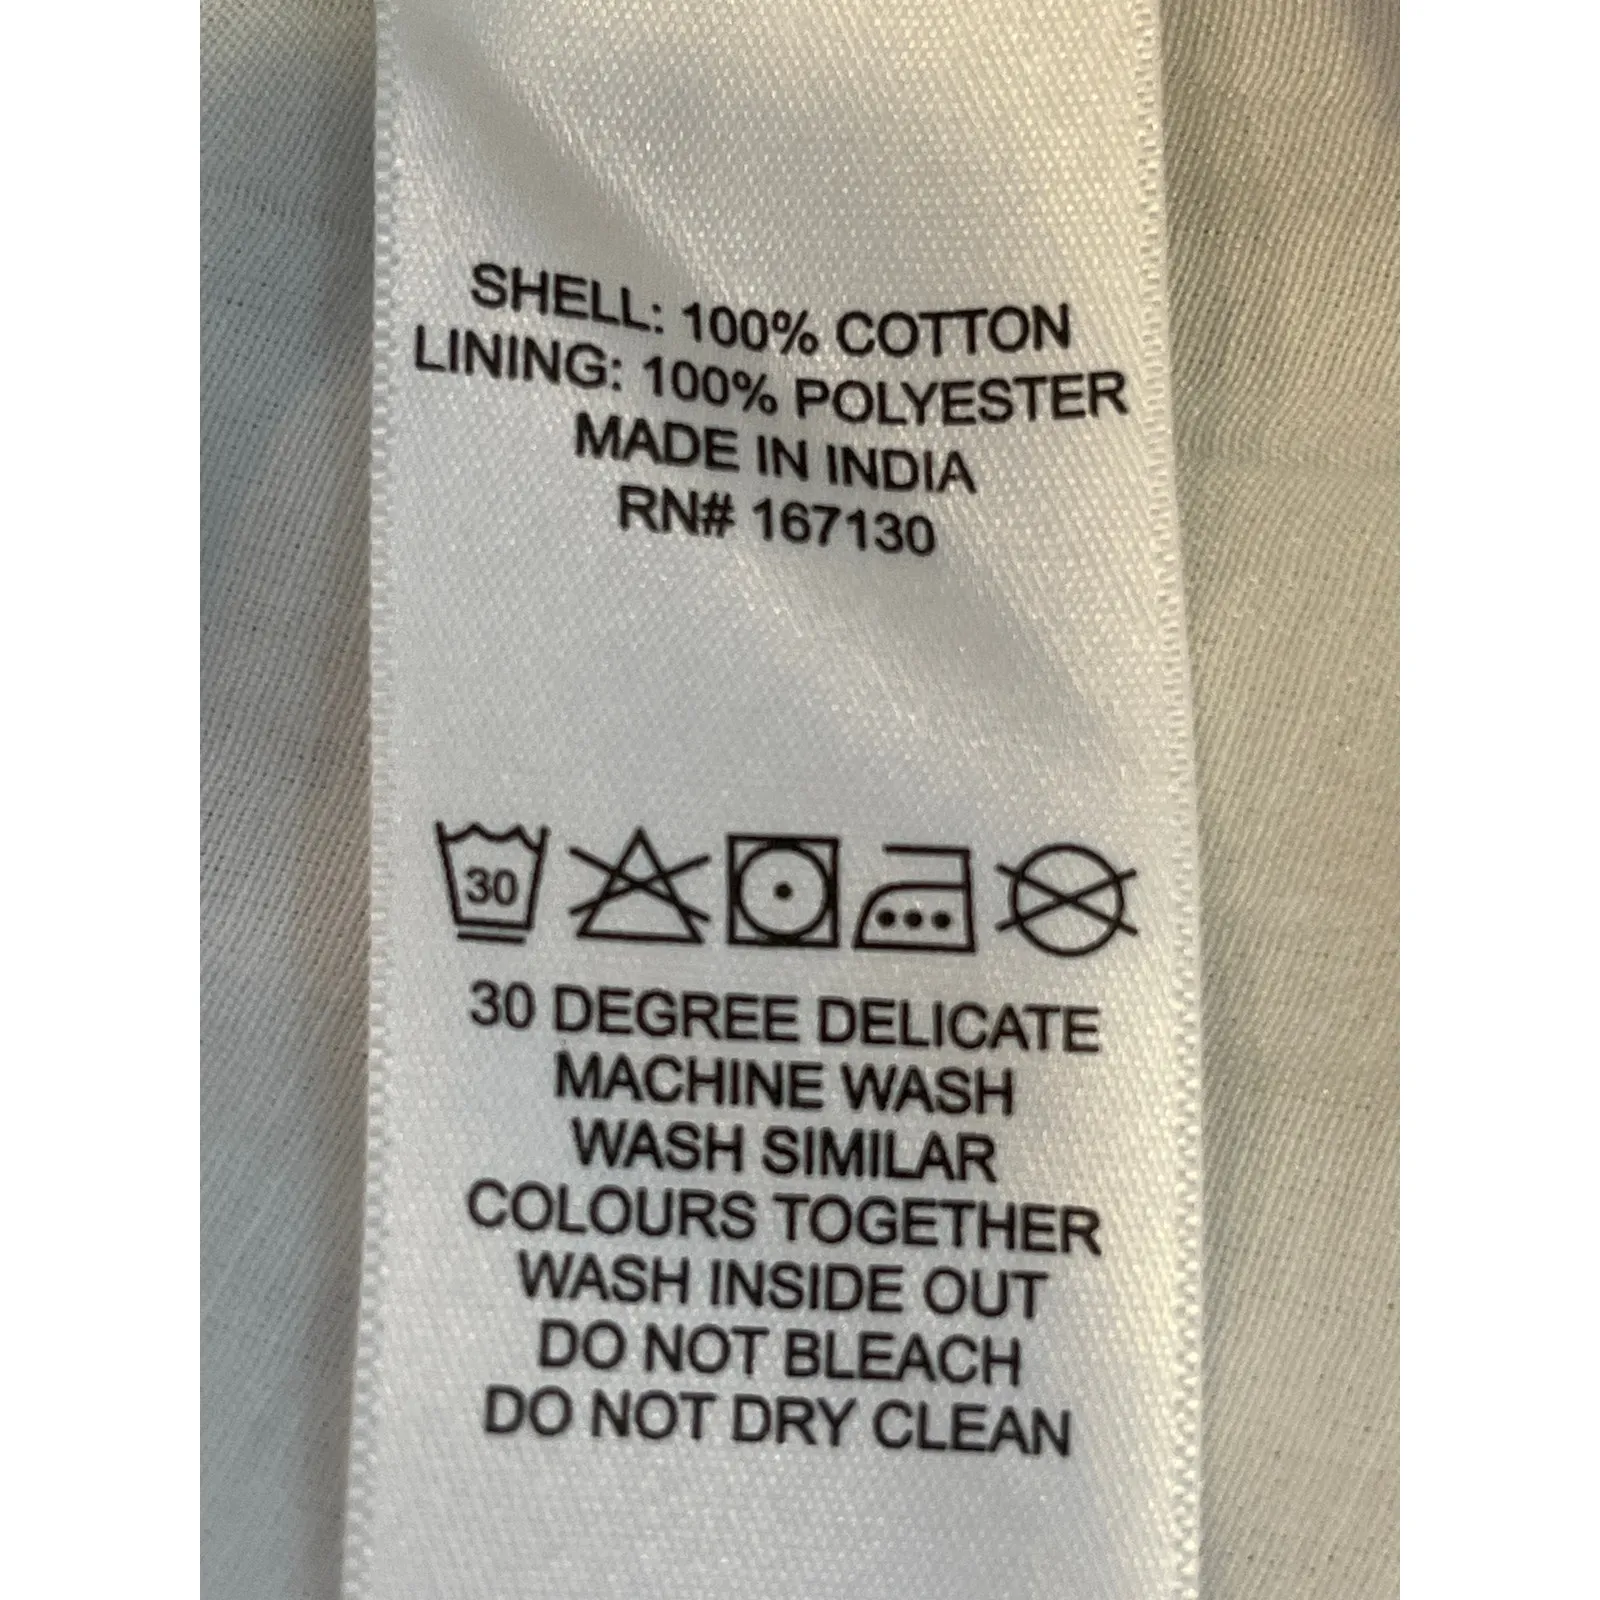 SHELL: 100% COTTON
LINING: 100% POLYESTER
MADE IN INDIA
RN# 167130
30
30 DEGREE DELICATE
MACHINE WASH
WASH SIMILAR
COLOURS TOGETHER
WASH INSIDE OUT
DO NOT BLEACH
DO NOT DRY CLEAN